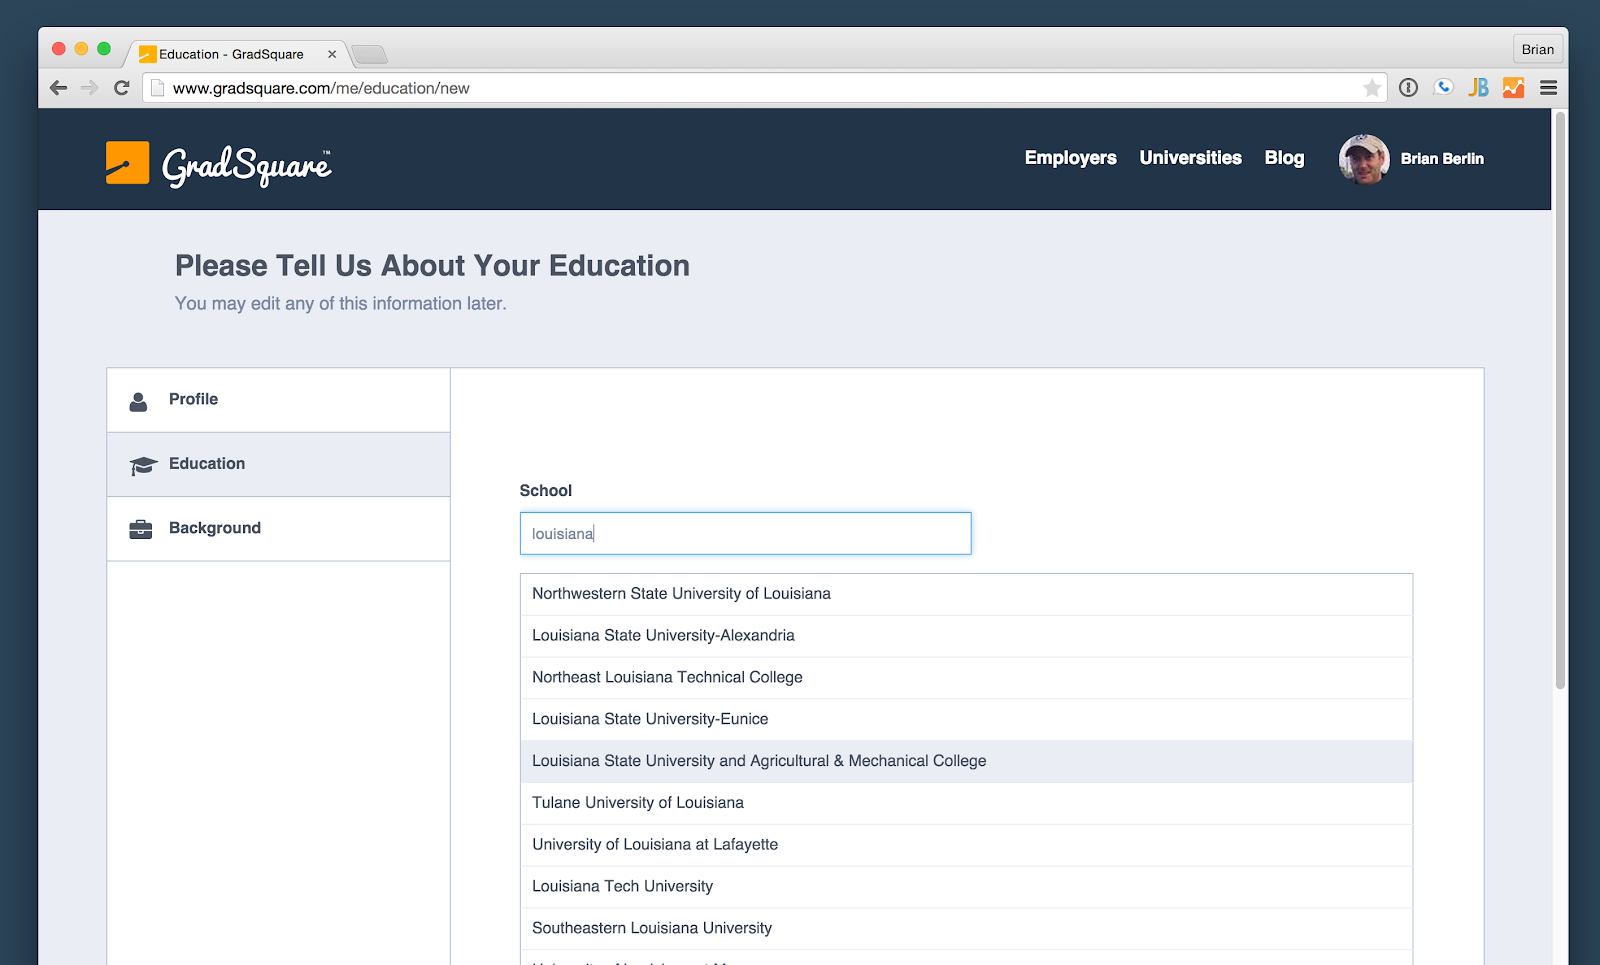 Education - GradSquare
Brian
www.gradsquare.com/me/education/new
JB
GradSquare™
Employers
Universities
Blog
Brian Berlin
Please Tell Us About Your Education
You may edit any of this information later.
Profile
Education
Background
School
louisiana
Northwestern State University of Louisiana
Louisiana State University-Alexandria
Northeast Louisiana Technical College
Louisiana State University-Eunice
Louisiana State University and Agricultural & Mechanical College
Tulane University of Louisiana
University of Louisiana at Lafayette
Louisiana Tech University
Southeastern Louisiana University